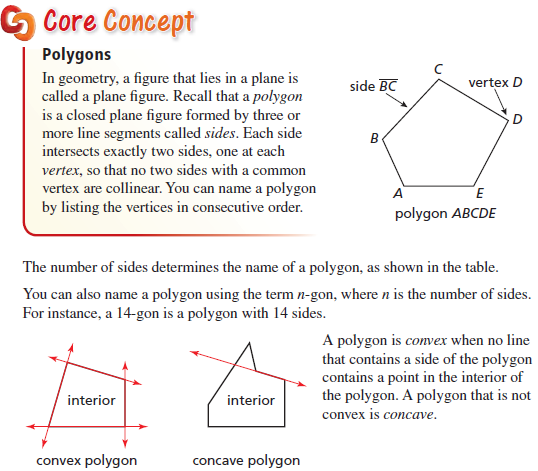 Core Concept
Polygons
In geometry, a figure that lies in a plane is
called a plane figure. Recall that a polygon
is a closed plane figure formed by three or
more line segments called sides. Each side
intersects exactly two sides, one at each
vertex, so that no two sides with a common
vertex are collinear. You can name a polygon
by listing the vertices in consecutive order.
C
side B̅C̅
vertex D
D
B
A
E
polygon ABCDE
The number of sides determines the name of a polygon, as shown in the table.
You can also name a polygon using the term n-gon, where n is the number of sides.
For instance, a 14-gon is a polygon with 14 sides.
interior
convex polygon
interior
concave polygon
A polygon is convex when no line
that contains a side of the polygon
contains a point in the interior of
the polygon. A polygon that is not
convex is concave.